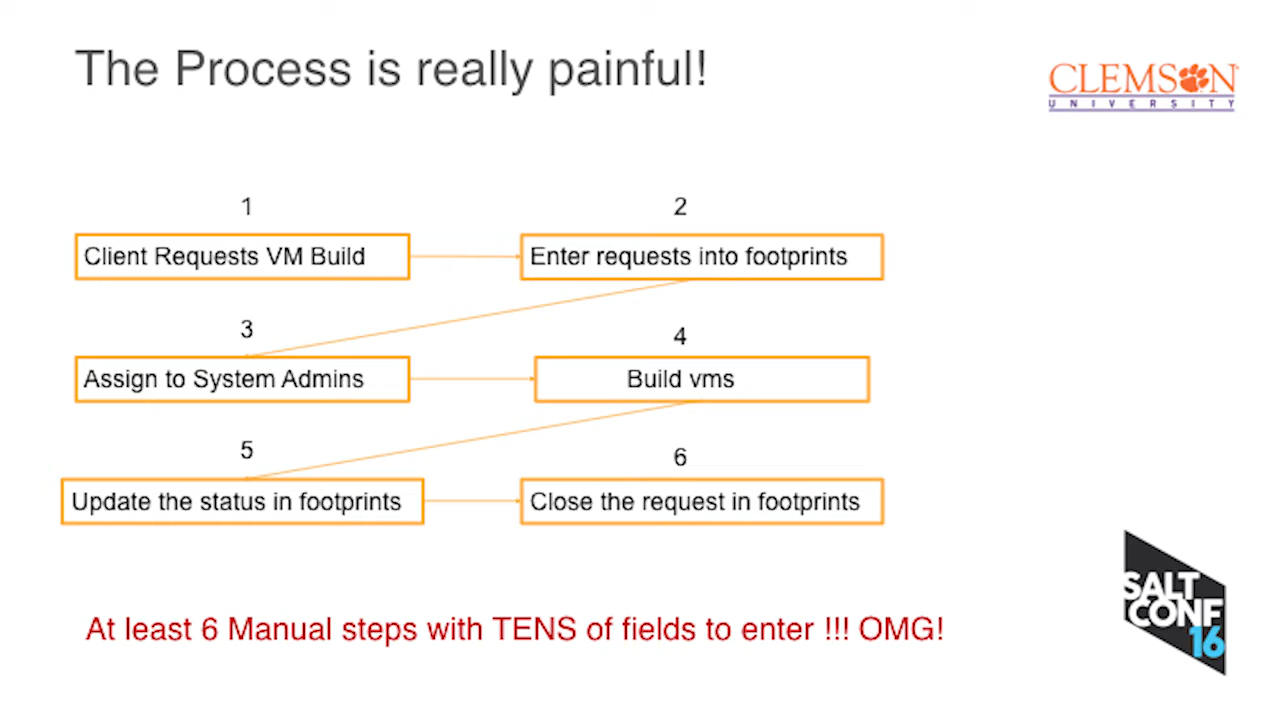 The Process is really painful!
CLEMSON
UNIVERSITY
1
2
Client Requests VM Build
Enter requests into footprints
3
4
Assign to System Admins
Build vms
5
6
Update the status in footprints
Close the request in footprints
At least 6 Manual steps with TENS of fields to enter !!! OMG!
SALT
CONF
16